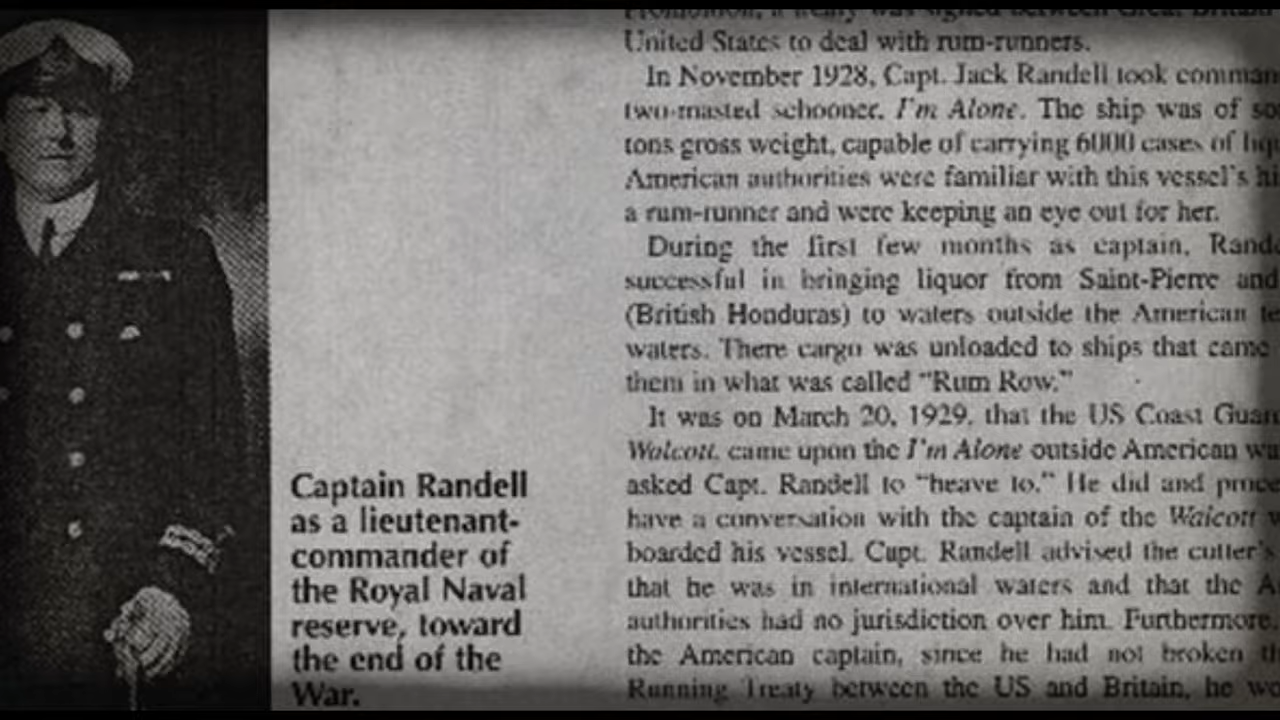 Captain Randell
as a lieutenant-
commander of
the Royal Naval
reserve, toward
the end of the
War.
United States to deal with rum-runners.
In November 1928, Capt. Jack Randell took
two-masted schooner, I'm Alone. The ship was of
tons gross weight, capable of carrying 6000 cases of
American authorities were familiar with this vessel's
a rum-runner and were keeping an eye out for her.
During the first few months as captain,
successful in bringing liquor from Saint-Pierre and
(British Honduras) to waters outside the American
waters. There cargo was unloaded to ships that came
them in what was called "Rum Row."
It was on March 20, 1929, that the US Coast
Wolcott, came upon the I'm Alone outside American
asked Capt. Randell to "heave to." He did and
have a conversation with the captain of the Walcott
boarded his vessel. Capt. Randell advised the cutter's
that he was in international waters and that the
authorities had no jurisdiction over him. Furthermore,
the American captain, since he had not broken
Running Treaty between the US and Britain, he